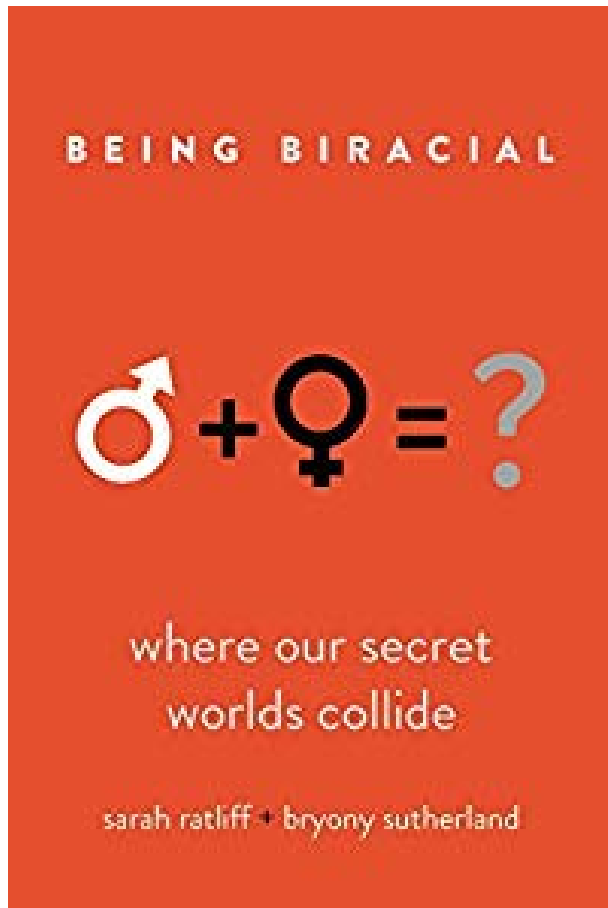 BEING BIRACIAL
♂ + ♀ = ?
where our secret
worlds collide
sarah ratliff + bryony sutherland